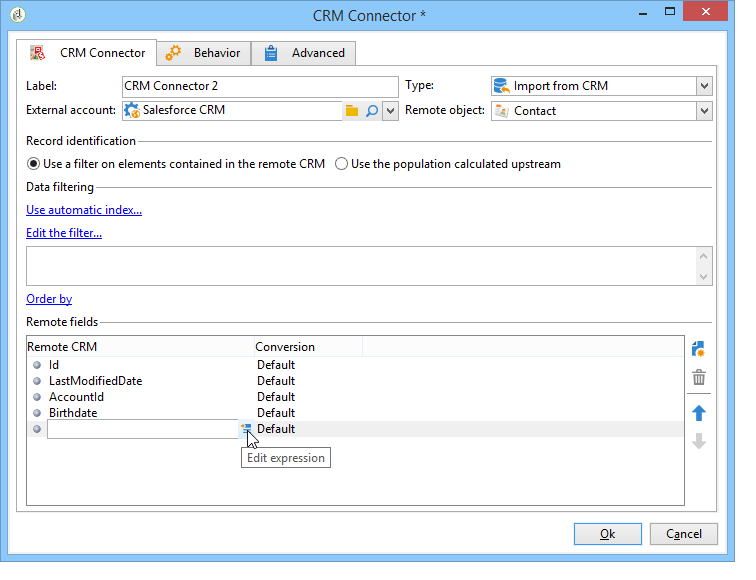 CRM Connector *
CRM Connector Behavior Advanced
Label: CRM Connector 2 Type: Import from CRM
External account: Salesforce CRM Remote object: Contact
Record identification
Use a filter on elements contained in the remote CRM Use the population calculated upstream
Data filtering
Use automatic index...
Edit the filter...
Order by
Remote fields
Remote CRM Conversion
Id Default
LastModifiedDate Default
AccountId Default
Birthdate Default
Default
Edit expression
Ok Cancel